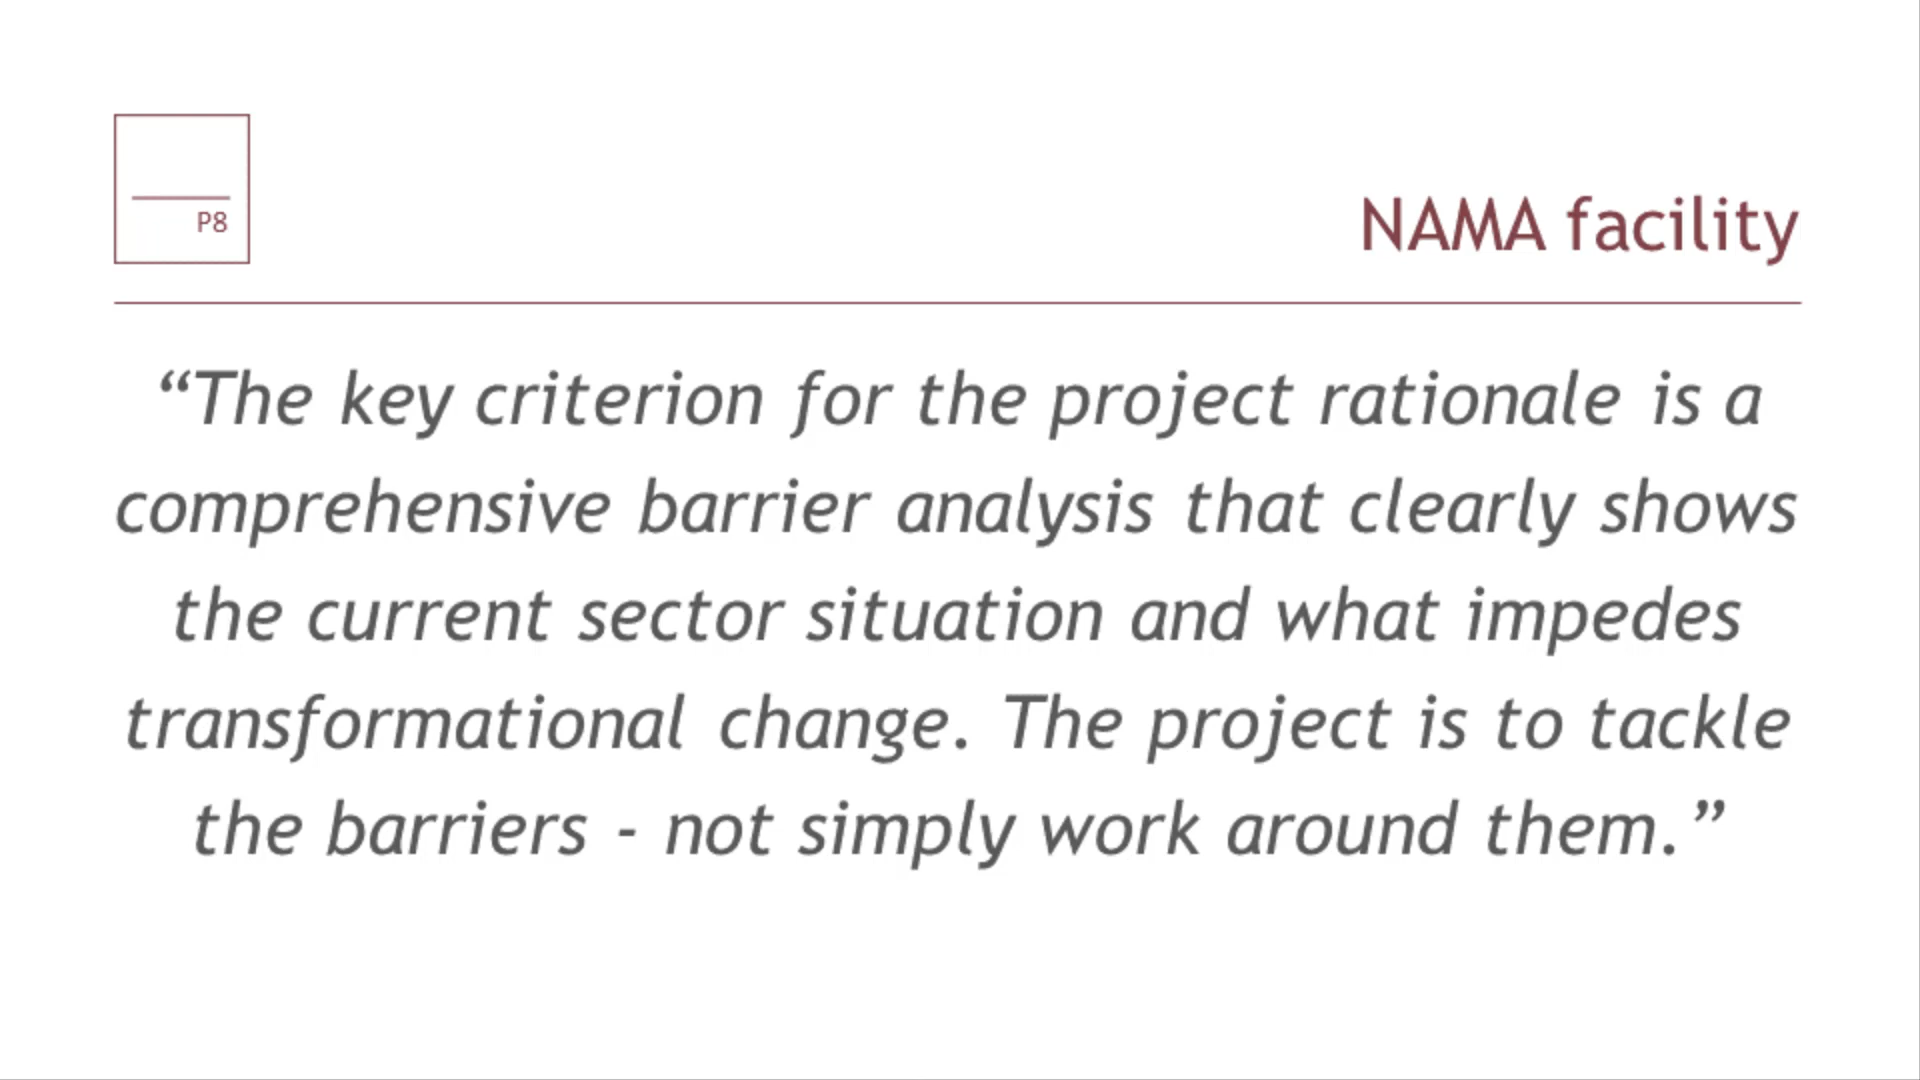 P8
NAMA facility
“The key criterion for the project rationale is a
comprehensive barrier analysis that clearly shows
the current sector situation and what impedes
transformational change. The project is to tackle
the barriers - not simply work around them.”